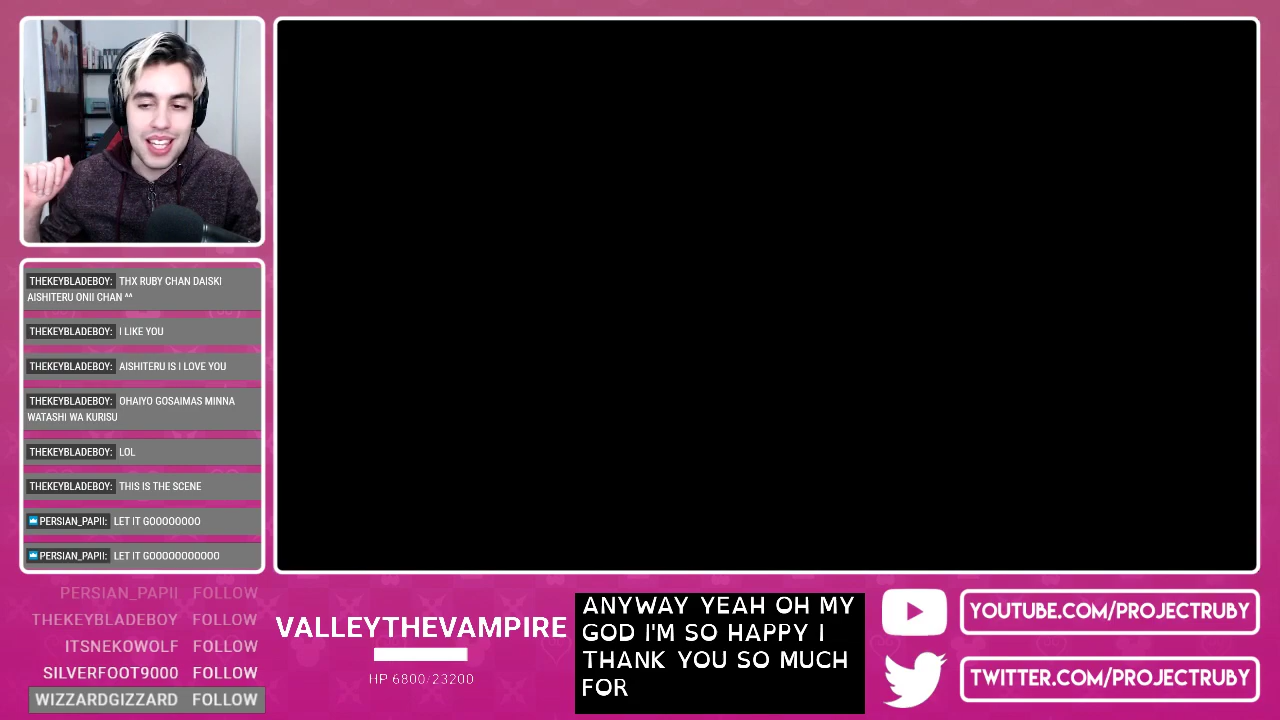 THEKEYBLADEBOY: THX RUBY CHAN DAISKI
AISHITERU ONII CHAN ^^
THEKEYBLADEBOY: I LIKE YOU
THEKEYBLADEBOY: AISHITERU IS I LOVE YOU
THEKEYBLADEBOY: OHAIYO GOSAIMAS MINNA
WATASHI WA KURISU
THEKEYBLADEBOY: LOL
THEKEYBLADEBOY: THIS IS THE SCENE
PERSIAN_PAPII: LET IT GOOOOOOOO
PERSIAN_PAPII: LET IT GOOOOOOOOOOO
PERSIAN_PAPII FOLLOW
THEKEYBLADEBOY FOLLOW
ITSNEKOWOLF FOLLOW
SILVERFOOT9000 FOLLOW
WIZZARDGIZZARD FOLLOW
VALLEYTHEVAMPIRE
HP 6800/23200
ANYWAY YEAH OH MY
GOD I'M SO HAPPY I
THANK YOU SO MUCH
FOR
YOUTUBE.COM/PROJECTRUBY
TWITTER.COM/PROJECTRUBY